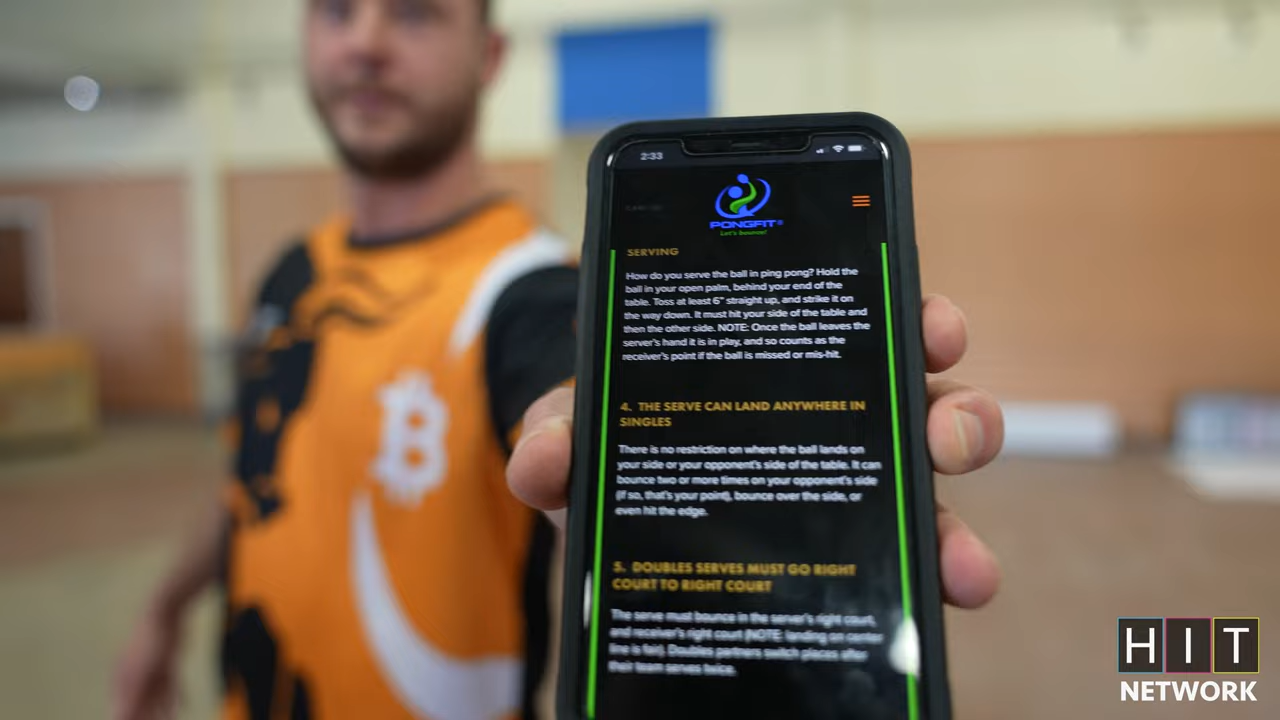 2:33
PONGFIT®
Let's bounce!
SERVING
How do you serve the ball in ping pong? Hold the
ball in your open palm, behind your end of the
table. Toss at least 6" straight up, and strike it on
the way down. It must hit your side of the table and
then the other side. NOTE: Once the ball leaves the
server's hand it is in play, and so counts as the
receiver's point if the ball is missed or mis-hit.
4. THE SERVE CAN LAND ANYWHERE IN
SINGLES
There is no restriction on where the ball lands on
your side or your opponent's side of the table. It can
bounce two or more times on your opponent's side
(if so, that's your point), bounce over the side, or
even hit the edge.
5. DOUBLES SERVES MUST GO RIGHT
COURT TO RIGHT COURT
The serve must bounce in the server's right court,
and receiver's right court (NOTE: landing on center
line is fair). Doubles partners switch places after
their team serves twice.
B
HIT
NETWORK